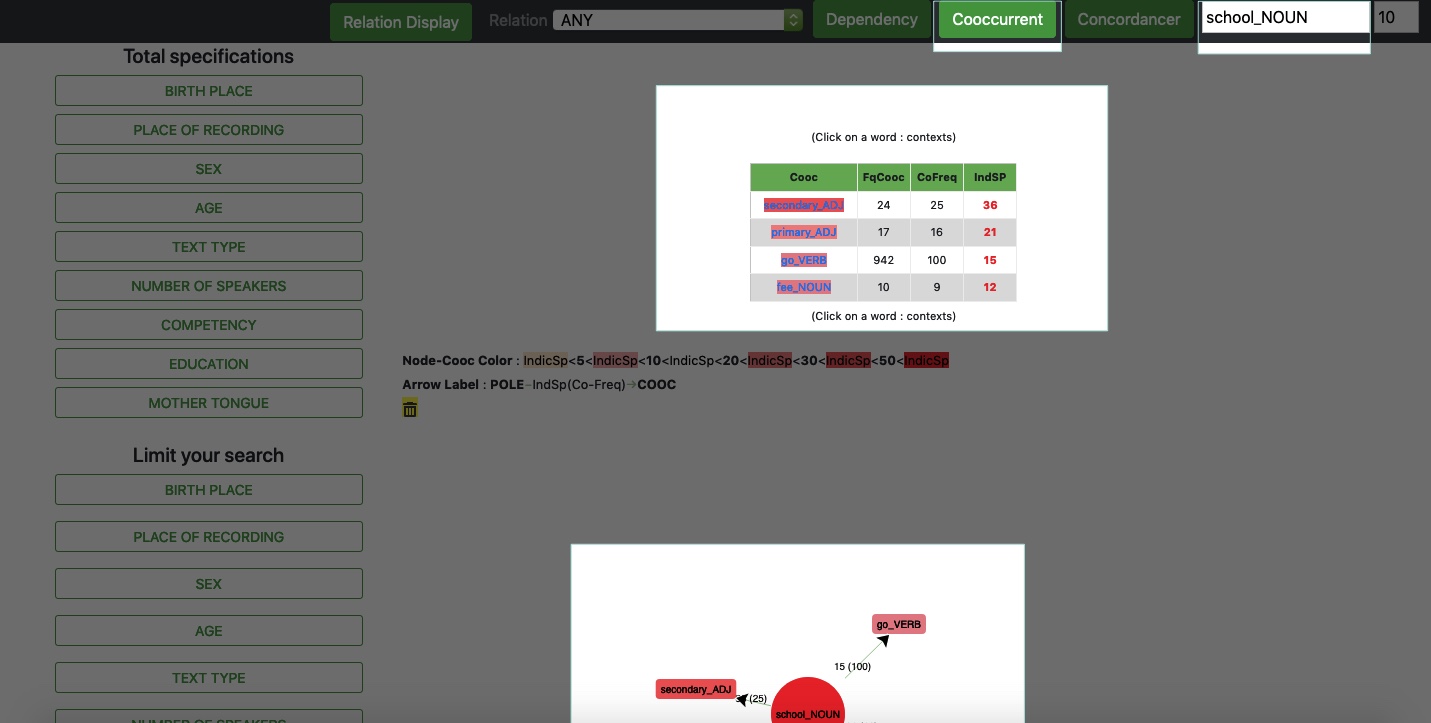 Relation Display Relation ANY Dependency Cooccurrent Concordancer school_NOUN 10
Total specifications
BIRTH PLACE
PLACE OF RECORDING
SEX
AGE
TEXT TYPE
NUMBER OF SPEAKERS
COMPETENCY
EDUCATION
MOTHER TONGUE
Limit your search
BIRTH PLACE
PLACE OF RECORDING
SEX
AGE
TEXT TYPE
NUMBER OF SPEAKERS
(Click on a word : contexts)
Cooc FqCooc CoFreq IndSP
secondary_ADJ 24 25 36
primary_ADJ 17 16 21
go_VERB 942 100 15
fee_NOUN 10 9 12
(Click on a word : contexts)
Node-Cooc Color : IndicSp<5<IndicSp<10<IndicSp<20<IndicSp<30<IndicSp<50<IndicSp
Arrow Label : POLE–IndSp(Co-Freq)→COOC
go_VERB
15 (100)
secondary_ADJ
(25)
school_NOUN